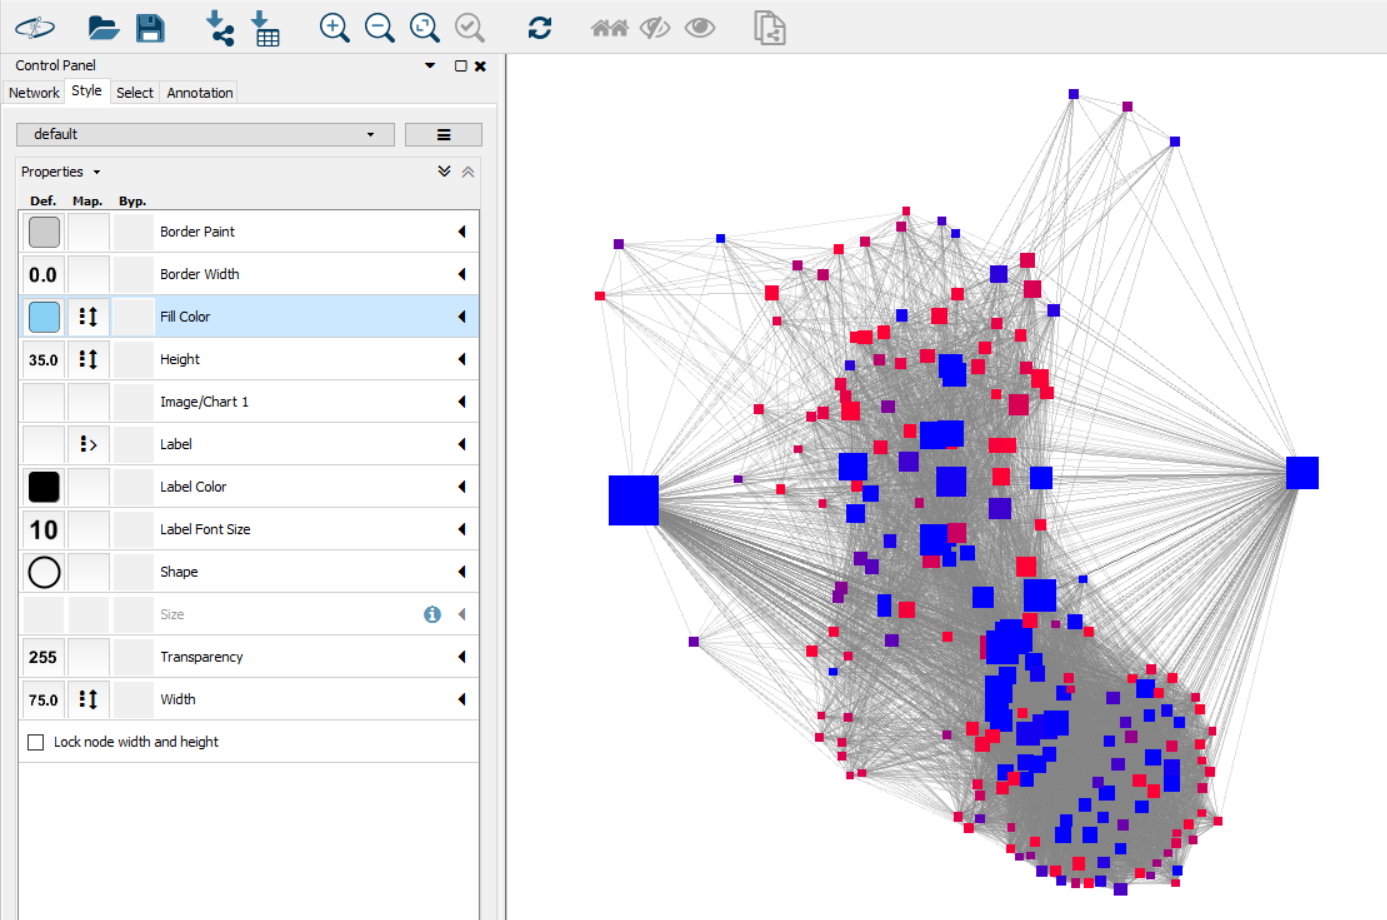 Control Panel
Network Style Select Annotation
default
Properties
Def. Map. Byp.
Border Paint
0.0 Border Width
Fill Color
35.0 Height
Image/Chart 1
Label
Label Color
10 Label Font Size
Shape
Size
255 Transparency
75.0 Width
Lock node width and height